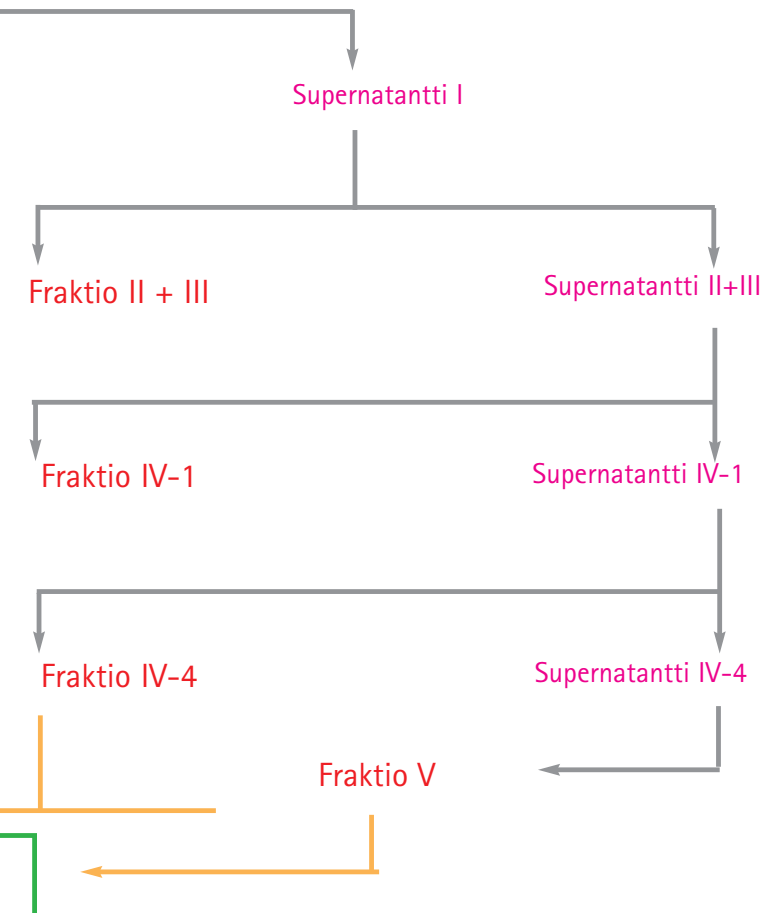 Supernatantti I
Fraktio II + III
Supernatantti II+III
Fraktio IV-1
Supernatantti IV-1
Fraktio IV-4
Supernatantti IV-4
Fraktio V